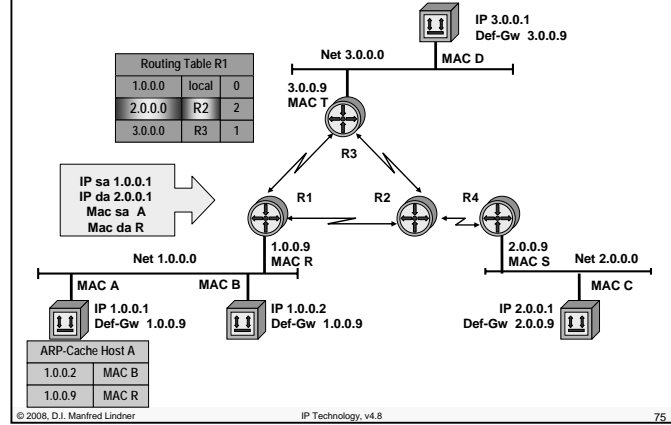 IP 3.0.0.1
Def-Gw 3.0.0.9
Net 3.0.0.0
MAC D
Routing Table R1
1.0.0.0 local 0
2.0.0.0 R2 2
3.0.0.0 R3 1
3.0.0.9
MAC T
R3
IP sa 1.0.0.1
IP da 2.0.0.1
Mac sa A
Mac da R
R1
R2
R4
1.0.0.9
MAC R
2.0.0.9
MAC S
Net 1.0.0.0
Net 2.0.0.0
MAC A
MAC B
MAC C
IP 1.0.0.1
Def-Gw 1.0.0.9
IP 1.0.0.2
Def-Gw 1.0.0.9
IP 2.0.0.1
Def-Gw 2.0.0.9
ARP-Cache Host A
1.0.0.2 MAC B
1.0.0.9 MAC R
© 2008, D.I. Manfred Lindner
IP Technology, v4.8
75